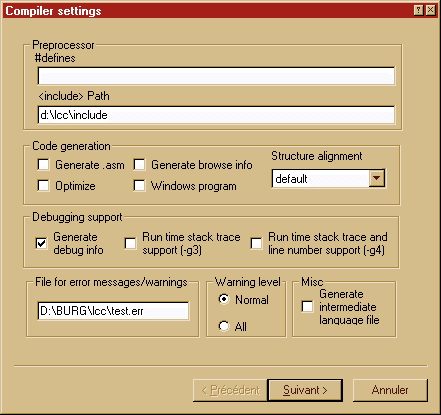 Compiler settings
Preprocessor
#defines
<include> Path
d:\lcc\include
Code generation
Generate .asm
Generate browse info
Structure alignment
Optimize
Windows program
default
Debugging support
Generate
debug info
Run time stack trace
support (-g3)
Run time stack trace and
line number support (-g4)
File for error messages/warnings
D:\BURG\lcc\test.err
Warning level
Normal
All
Misc
Generate
intermediate
language file
< Précédent
Suivant >
Annuler